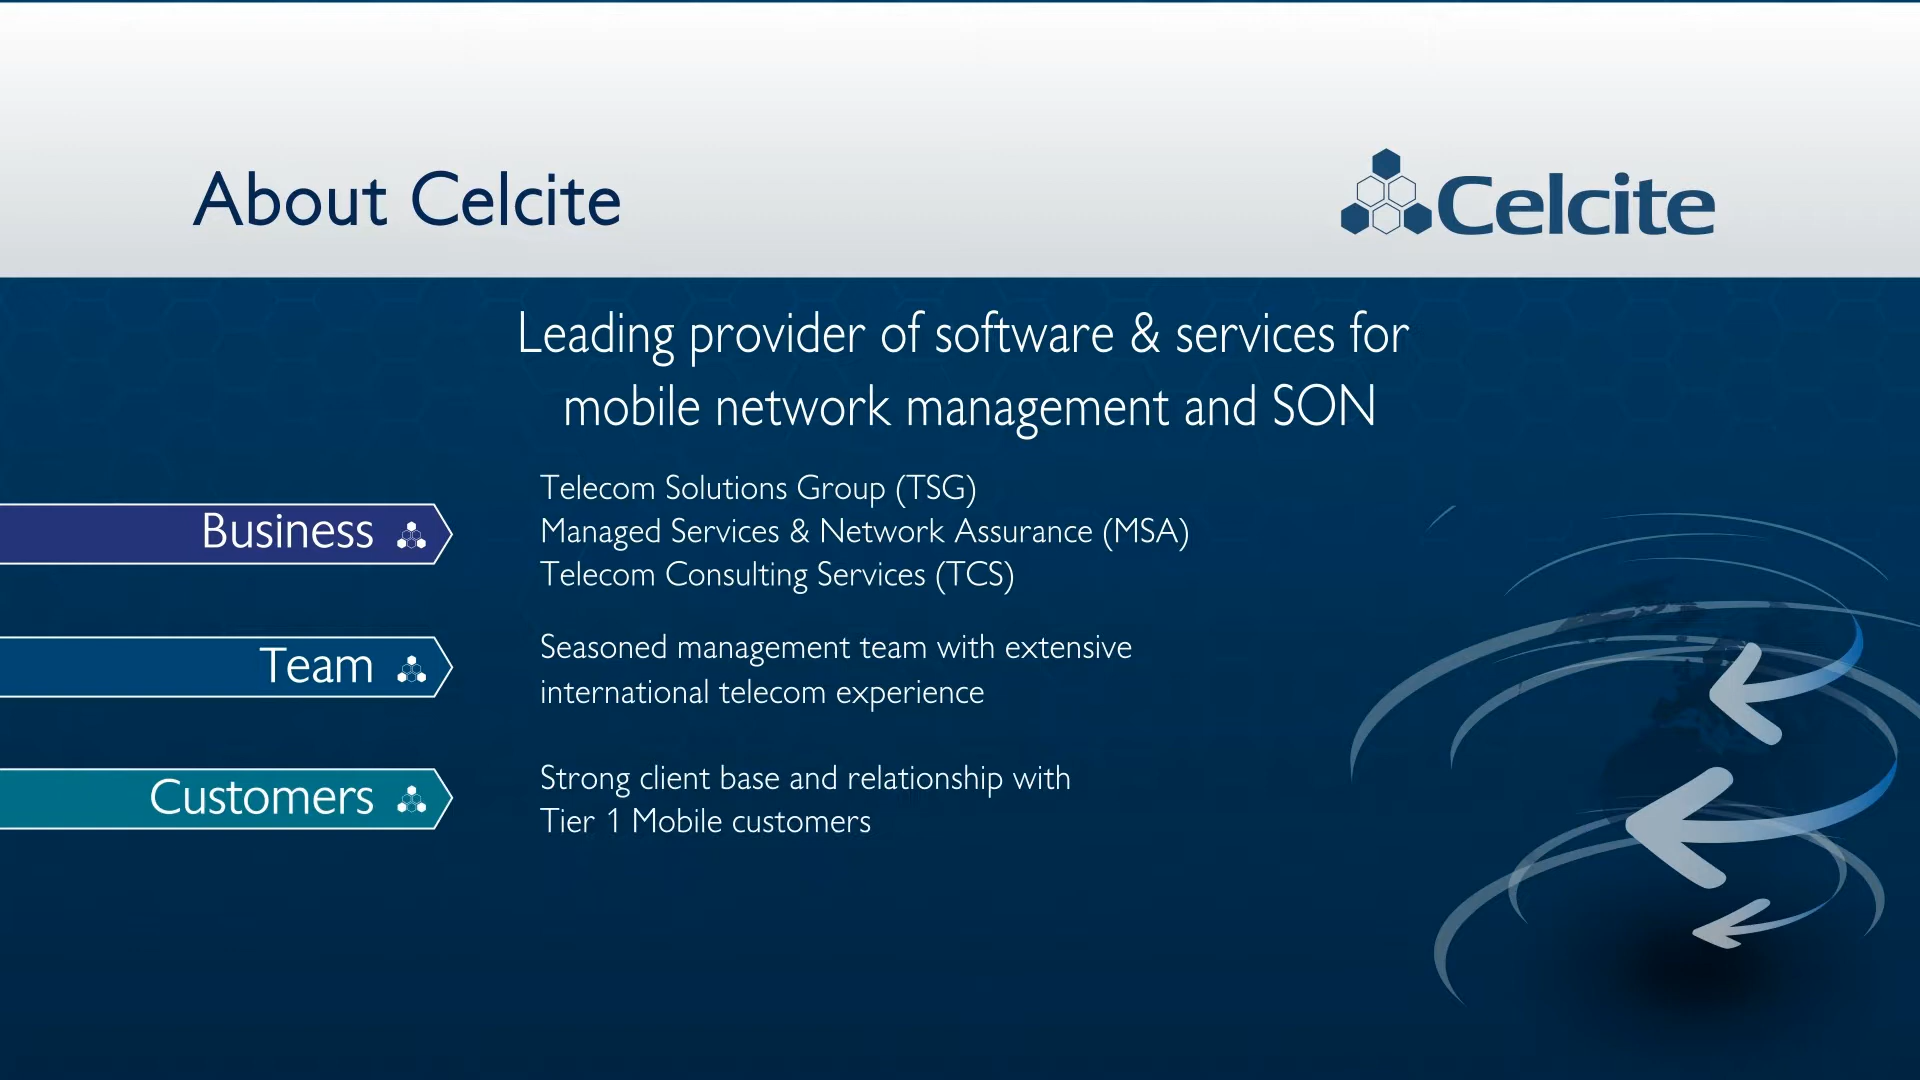 About Celcite
Celcite
Leading provider of software & services for
mobile network management and SON
Business
Telecom Solutions Group (TSG)
Managed Services & Network Assurance (MSA)
Telecom Consulting Services (TCS)
Team
Seasoned management team with extensive
international telecom experience
Customers
Strong client base and relationship with
Tier 1 Mobile customers